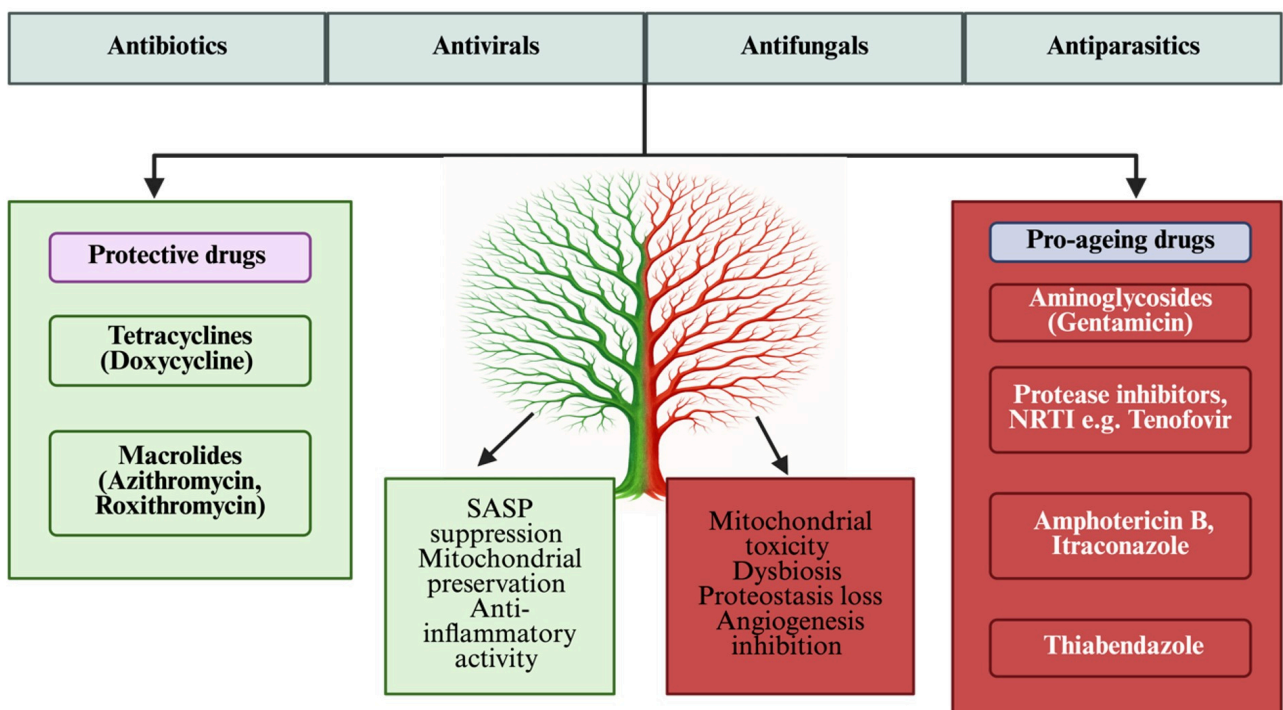 Antibiotics
Antivirals
Antifungals
Antiparasitics
Protective drugs
Tetracyclines
(Doxycycline)
Macrolides
(Azithromycin,
Roxithromycin)
SASP
suppression
Mitochondrial
preservation
Anti-
inflammatory
activity
Mitochondrial
toxicity
Dysbiosis
Proteostasis loss
Angiogenesis
inhibition
Pro-ageing drugs
Aminoglycosides
(Gentamicin)
Protease inhibitors,
NRTI e.g. Tenofovir
Amphotericin B,
Itraconazole
Thiabendazole